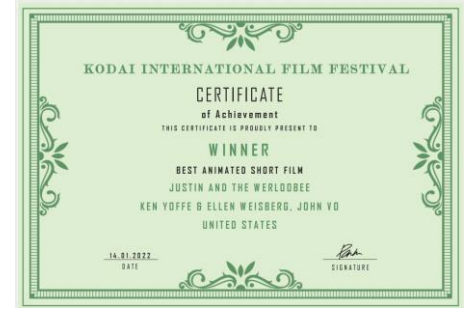 KODAI INTERNATIONAL FILM FESTIVAL
CERTIFICATE
of Achievement
THIS CERTIFICATE IS PROUDLY PRESENT TO
WINNER
BEST ANIMATED SHORT FILM
JUSTIN AND THE WERLOOBEE
KEN YOFFE & ELLEN WEISBERG, JOHN VO
UNITED STATES
14.01.2022
DATE
SIGNATURE